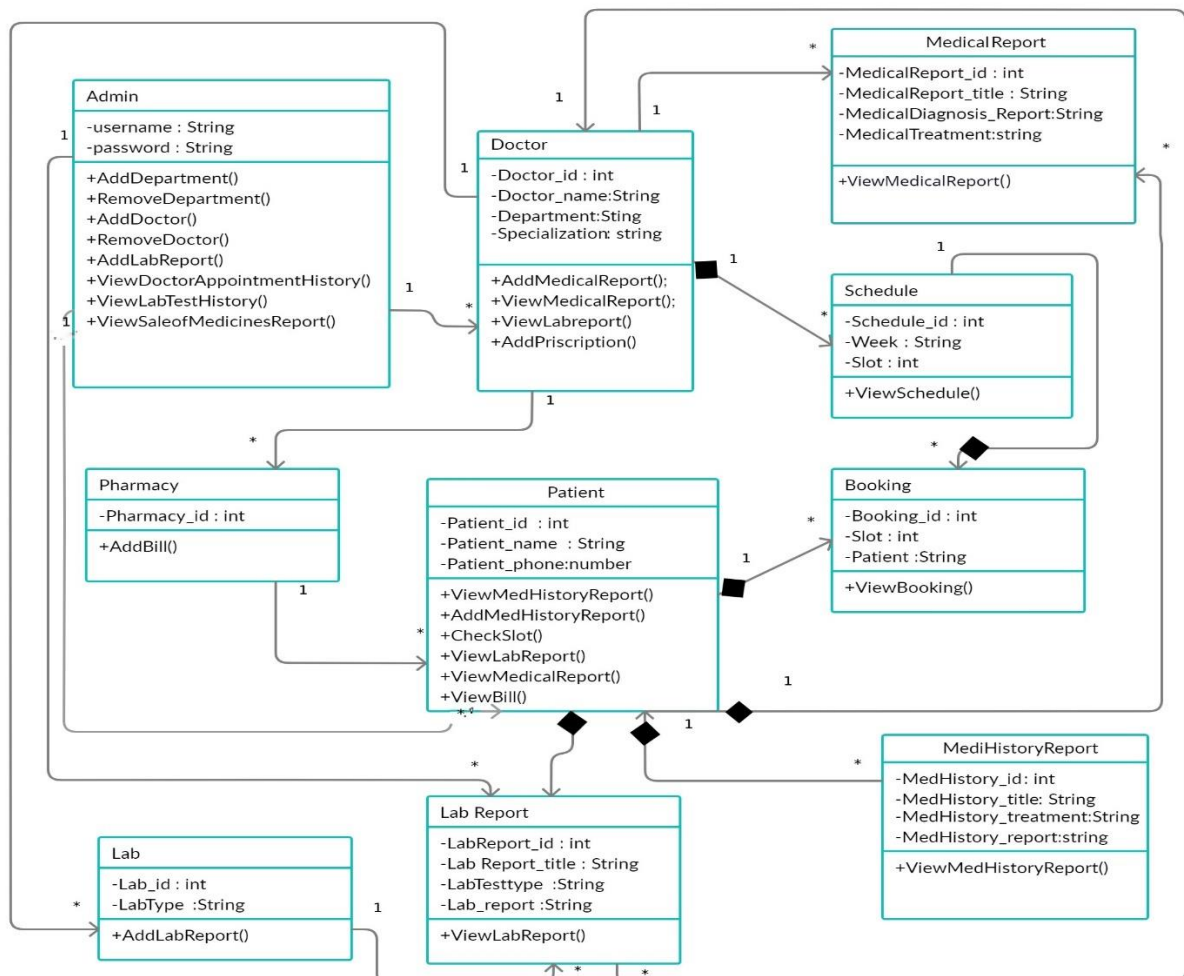 MedicalReport
-MedicalReport_id : int
-MedicalReport_title : String
-MedicalDiagnosis_Report:String
-MedicalTreatment:string
+ViewMedicalReport()
*
1
1
*
Admin
-username : String
-password : String
+AddDepartment()
+RemoveDepartment()
+AddDoctor()
+RemoveDoctor()
+AddLabReport()
+ViewDoctorAppointmentHistory()
+ViewLabTestHistory()
+ViewSaleofMedicinesReport()
1
1
1
1
*
Doctor
-Doctor_id : int
-Doctor_name:String
-Department:Sting
-Specialization: string
+AddMedicalReport();
+ViewMedicalReport();
+ViewLabreport()
+AddPriscription()
1
*
1
Schedule
-Schedule_id : int
-Week : String
-Slot : int
+ViewSchedule()
1
*
*
Pharmacy
-Pharmacy_id : int
+AddBill()
1
*
Patient
-Patient_id : int
-Patient_name : String
-Patient_phone:number
+ViewMedHistoryReport()
+AddMedHistoryReport()
+CheckSlot()
+ViewLabReport()
+ViewMedicalReport()
+ViewBill()
1
*
Booking
-Booking_id : int
-Slot : int
-Patient :String
+ViewBooking()
1
1
*
*
MediHistoryReport
-MedHistory_id: int
-MedHistory_title: String
-MedHistory_treatment:String
-MedHistory_report:string
+ViewMedHistoryReport()
Lab Report
-LabReport_id : int
-Lab Report_title : String
-LabTesttype :String
-Lab_report :String
+ViewLabReport()
*
*
Lab
-Lab_id : int
-LabType :String
+AddLabReport()
*
1